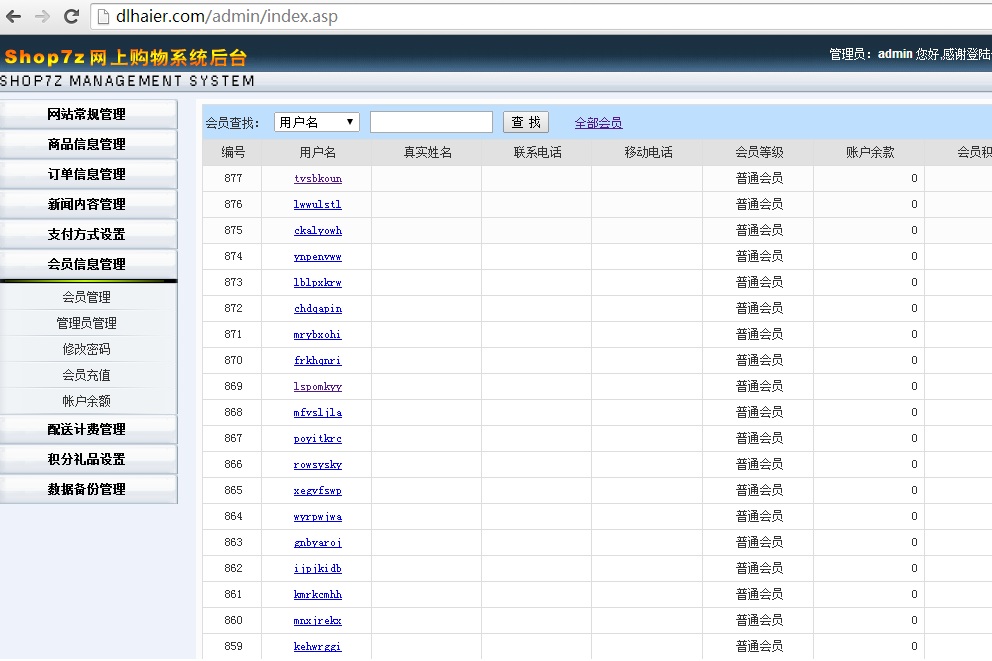 dlhaier.com/admin/index.asp
Shop7z 网上购物系统后台
管理员：admin 您好,感谢登陆
SHOP7Z MANAGEMENT SYSTEM
网站常规管理
商品信息管理
订单信息管理
新闻内容管理
支付方式设置
会员信息管理
会员管理
管理员管理
修改密码
会员充值
帐户余额
配送计费管理
积分礼品设置
数据备份管理
会员查找： 用户名 查 找 全部会员
编号 用户名 真实姓名 联系电话 移动电话 会员等级 账户余款 会员积
877 tvsbkoun 普通会员 0
876 lwwulstl 普通会员 0
875 ckalyowh 普通会员 0
874 ynpenvww 普通会员 0
873 lblpxkrw 普通会员 0
872 chdqapin 普通会员 0
871 mrybxohi 普通会员 0
870 frkhqnri 普通会员 0
869 lspomkyy 普通会员 0
868 mfvsljla 普通会员 0
867 poyitkrc 普通会员 0
866 rowsysky 普通会员 0
865 xegvfswp 普通会员 0
864 wyrpwjwa 普通会员 0
863 gnbyaroj 普通会员 0
862 ijpjkidb 普通会员 0
861 kmrkcmhh 普通会员 0
860 mnxjrekx 普通会员 0
859 kehwrggi 普通会员 0